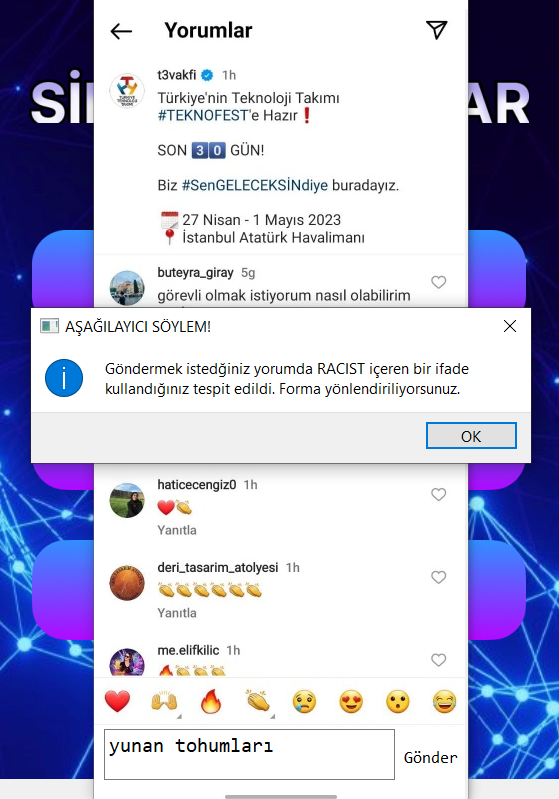 Yorumlar
Sİ
AR
t3vakfi 1h
Türkiye'nin Teknoloji Takımı
#TEKNOFEST'e Hazır❗
SON 3️⃣0️⃣ GÜN!
Biz #SenGELECEKSİNdiye buradayız.
📅 27 Nisan - 1 Mayıs 2023
📍 İstanbul Atatürk Havalimanı
buteyra_giray 5g
görevli olmak istiyorum nasıl olabilirim
AŞAĞILAYICI SÖYLEM!
Göndermek istedğiniz yorumda RACIST içeren bir ifade
kullandığınız tespit edildi. Forma yönlendiriliyorsunuz.
OK
haticecengiz0 1h
❤️👏
Yanıtla
deri_tasarim_atolyesi 1h
👏👏👏👏👏👏
Yanıtla
me.elifkilic 1h
🔥👏👏👏
❤️🙌🔥👏😢😍😮😂
yunan tohumları
Gönder